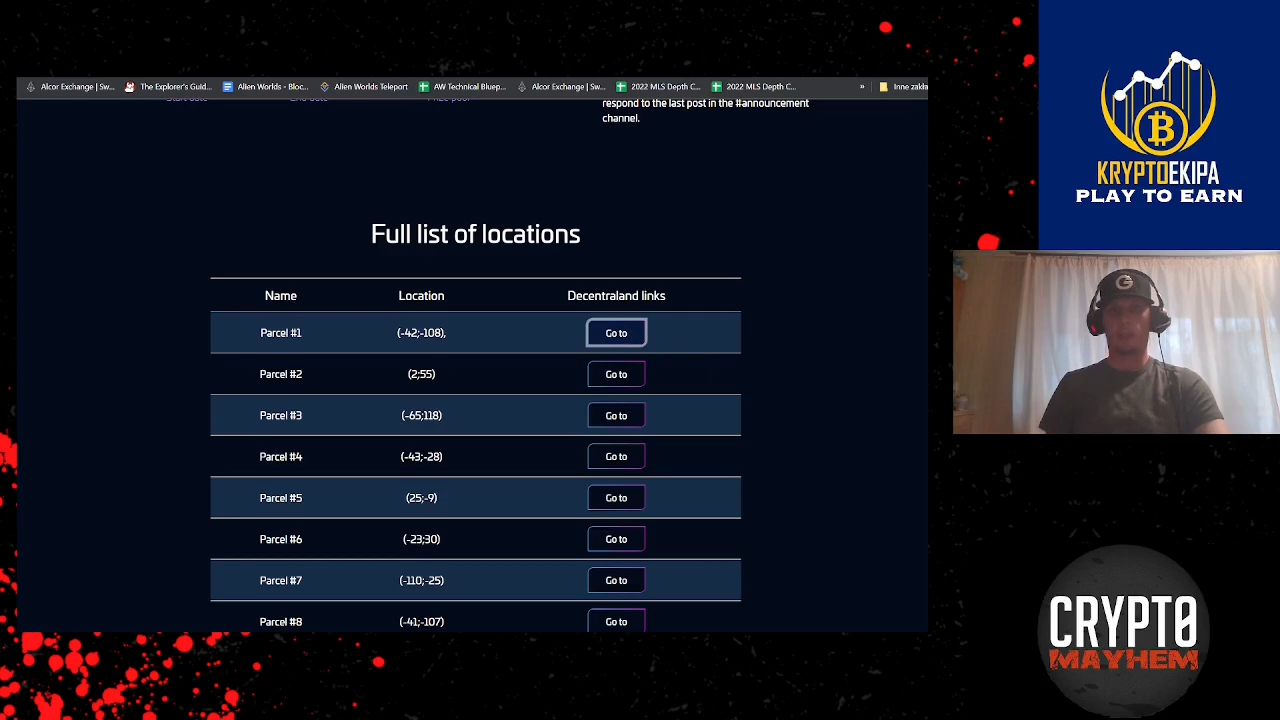 Alcor Exchange | Sw... The Explorer's Guid... Alien Worlds - Bloc... Alien Worlds Teleport AW Technical Bluep... Alcor Exchange | Sw... 2022 MLS Depth C... 2022 MLS Depth C... » Inne zakła
respond to the last post in the #announcement
channel.
Full list of locations
Name Location Decentraland links
Parcel #1 (-42;-108), Go to
Parcel #2 (2;55) Go to
Parcel #3 (-65;118) Go to
Parcel #4 (-43;-28) Go to
Parcel #5 (25;-9) Go to
Parcel #6 (-23;30) Go to
Parcel #7 (-110;-25) Go to
Parcel #8 (-41;-107) Go to
KRYPTOEKIPA
PLAY TO EARN
G
CRYPTO
MAYHEM